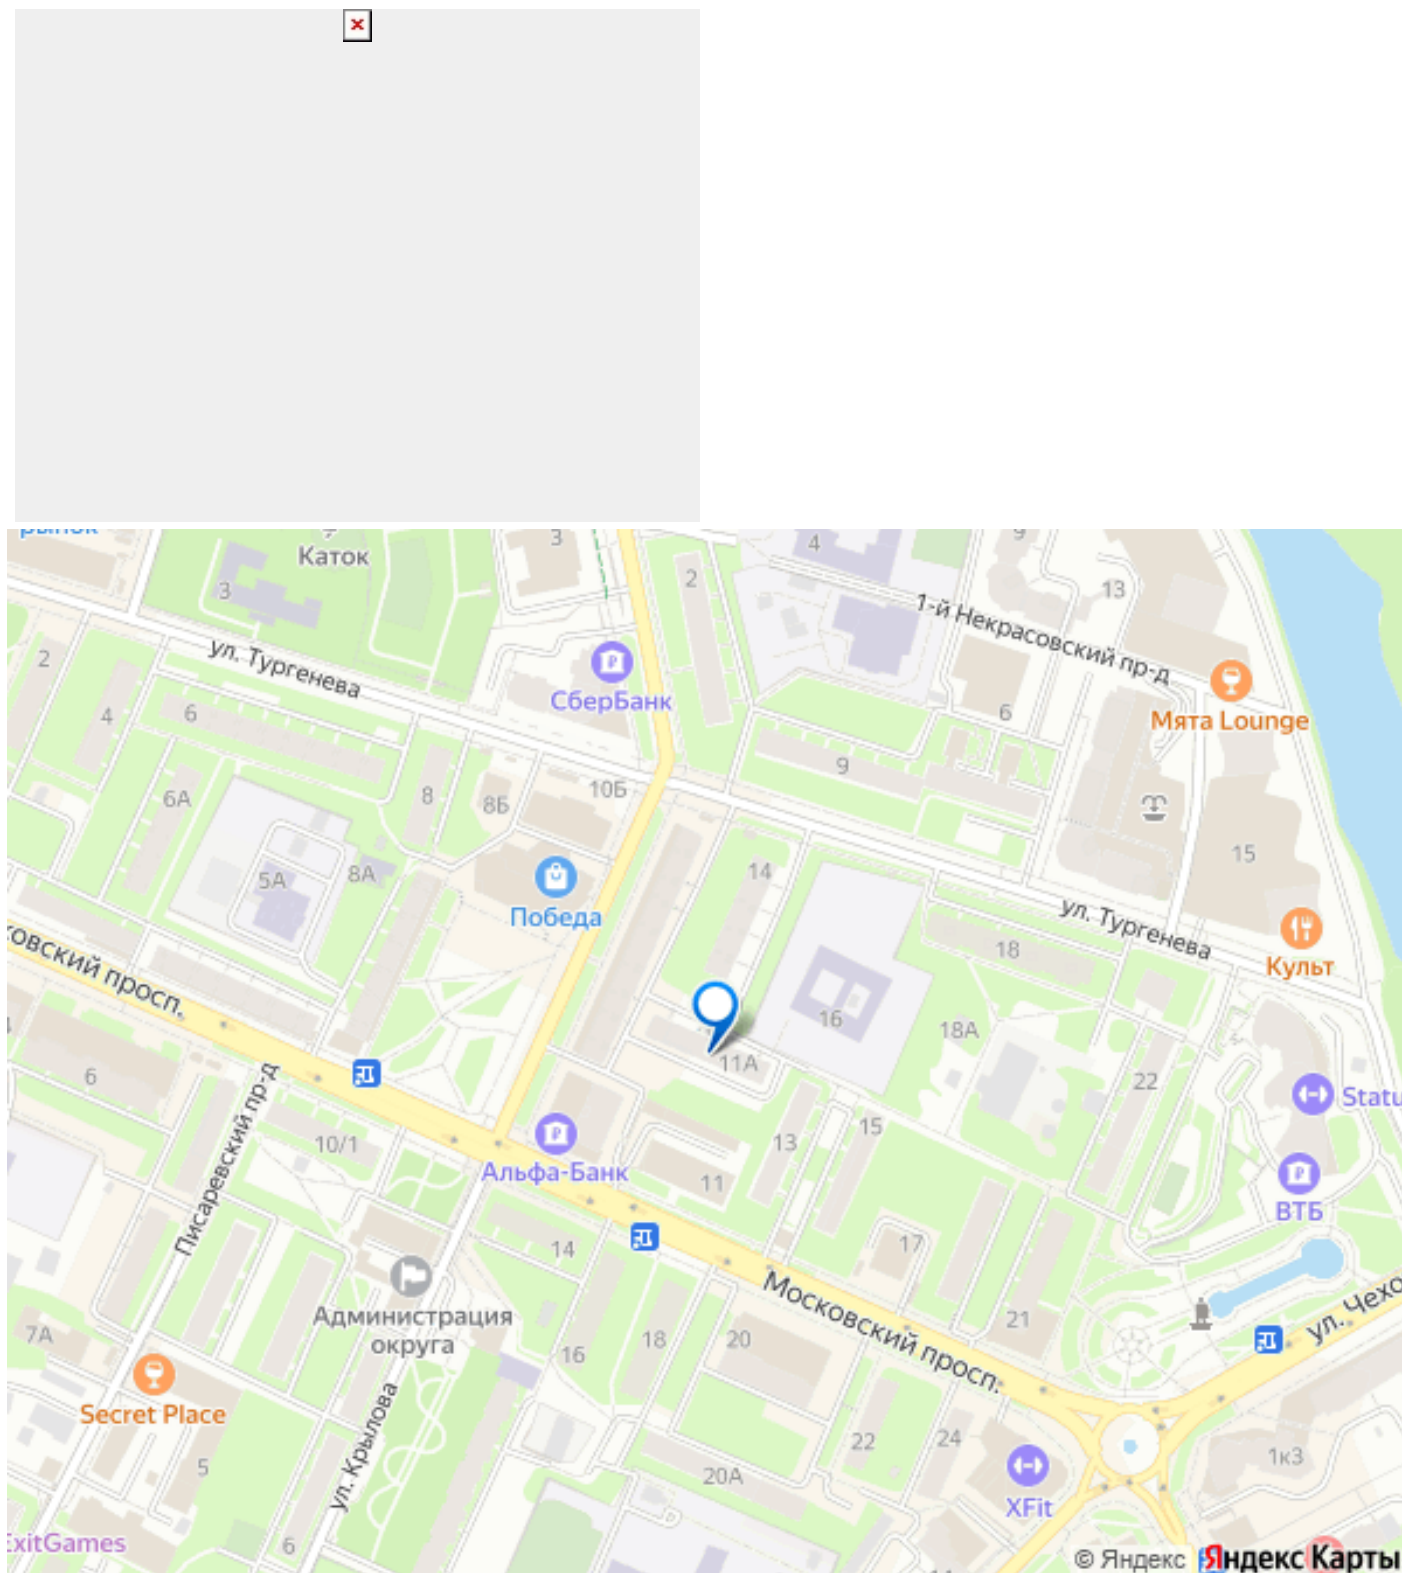 рынок
Каток
3
3
2
4
9
13
1-й Некрасовский пр-д
ул. Тургенева
2
СберБанк
Мята Lounge
4
6
6
9
6А
8
8Б
10Б
15
5А
8А
14
Победа
ул. Тургенева
18
Культ
овский просп.
16
18А
11А
6
22
Statu
Писаревский пр-д
10/1
Альфа-Банк
13
15
11
ВТБ
14
17
Администрация
округа
Московский просп.
21
ул. Чехо
7А
16
18
20
Secret Place
ул. Крылова
5
20А
22
24
1к3
XFit
ExitGames
6
14
© Яндекс Яндекс Карты